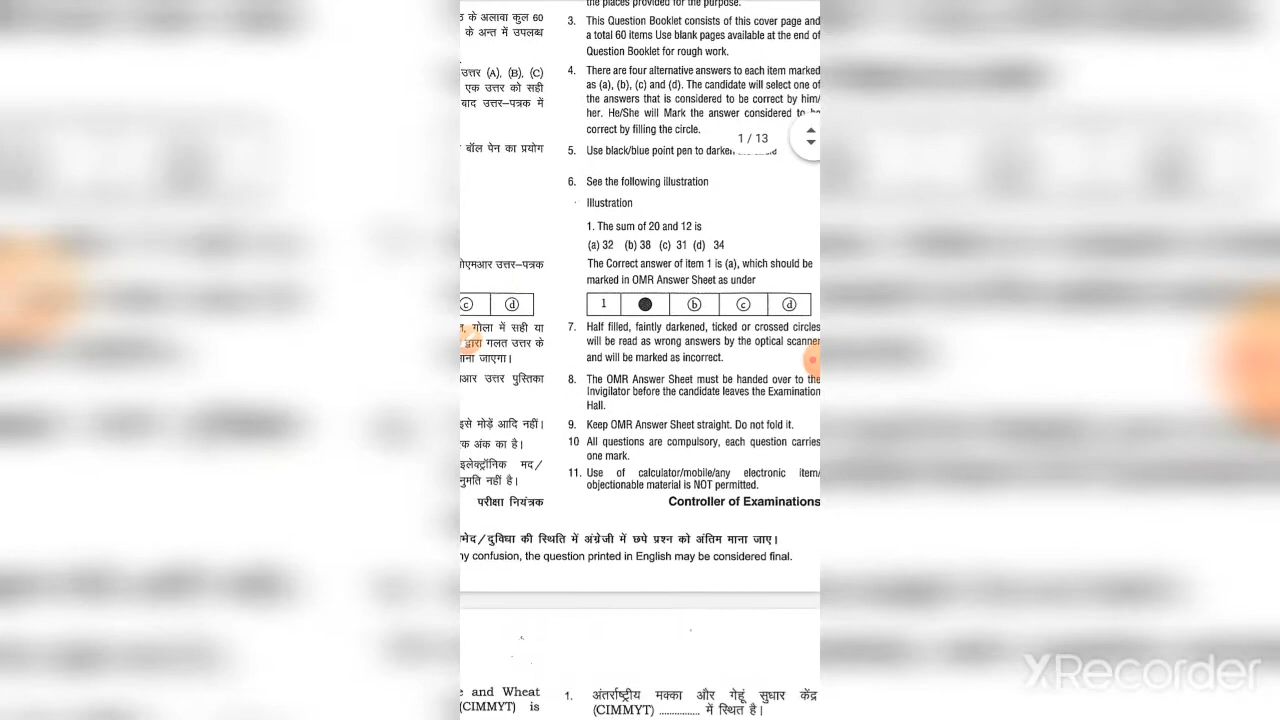 ठ के अलावा कुल 60
के अन्त में उपलब्ध
उत्तर (A), (B), (C)
एक उत्तर को सही
बाद उत्तर–पत्रक में
बॉल पेन का प्रयोग
ओएमआर उत्तर–पत्रक
c d
गोला में सही या
द्वारा गलत उत्तर के
माना जाएगा।
आर उत्तर पुस्तिका
इसे मोड़ें आदि नहीं।
क अंक का है।
इलेक्ट्रॉनिक मद/
नुमति नहीं है।
परीक्षा नियंत्रक
the places provided for the purpose.
3. This Question Booklet consists of this cover page and
a total 60 items Use blank pages available at the end of
Question Booklet for rough work.
4. There are four alternative answers to each item marked
as (a), (b), (c) and (d). The candidate will select one of
the answers that is considered to be correct by him/
her. He/She will Mark the answer considered to be
correct by filling the circle.
1 / 13
5. Use black/blue point pen to darken
6. See the following illustration
Illustration
1. The sum of 20 and 12 is
(a) 32 (b) 38 (c) 31 (d) 34
The Correct answer of item 1 is (a), which should be
marked in OMR Answer Sheet as under
1 b c d
7. Half filled, faintly darkened, ticked or crossed circles
will be read as wrong answers by the optical scanner
and will be marked as incorrect.
8. The OMR Answer Sheet must be handed over to the
Invigilator before the candidate leaves the Examination
Hall.
9. Keep OMR Answer Sheet straight. Do not fold it.
10 All questions are compulsory, each question carries
one mark.
11. Use of calculator/mobile/any electronic item/
objectionable material is NOT permitted.
Controller of Examinations
मेद/दुविधा की स्थिति में अंग्रेजी में छपे प्रश्न को अंतिम माना जाए।
ny confusion, the question printed in English may be considered final.
e and Wheat
(CIMMYT) is
1. अंतर्राष्ट्रीय मक्का और गेहूं सुधार केंद्र
(CIMMYT) ................ में स्थित है।
XRecorder